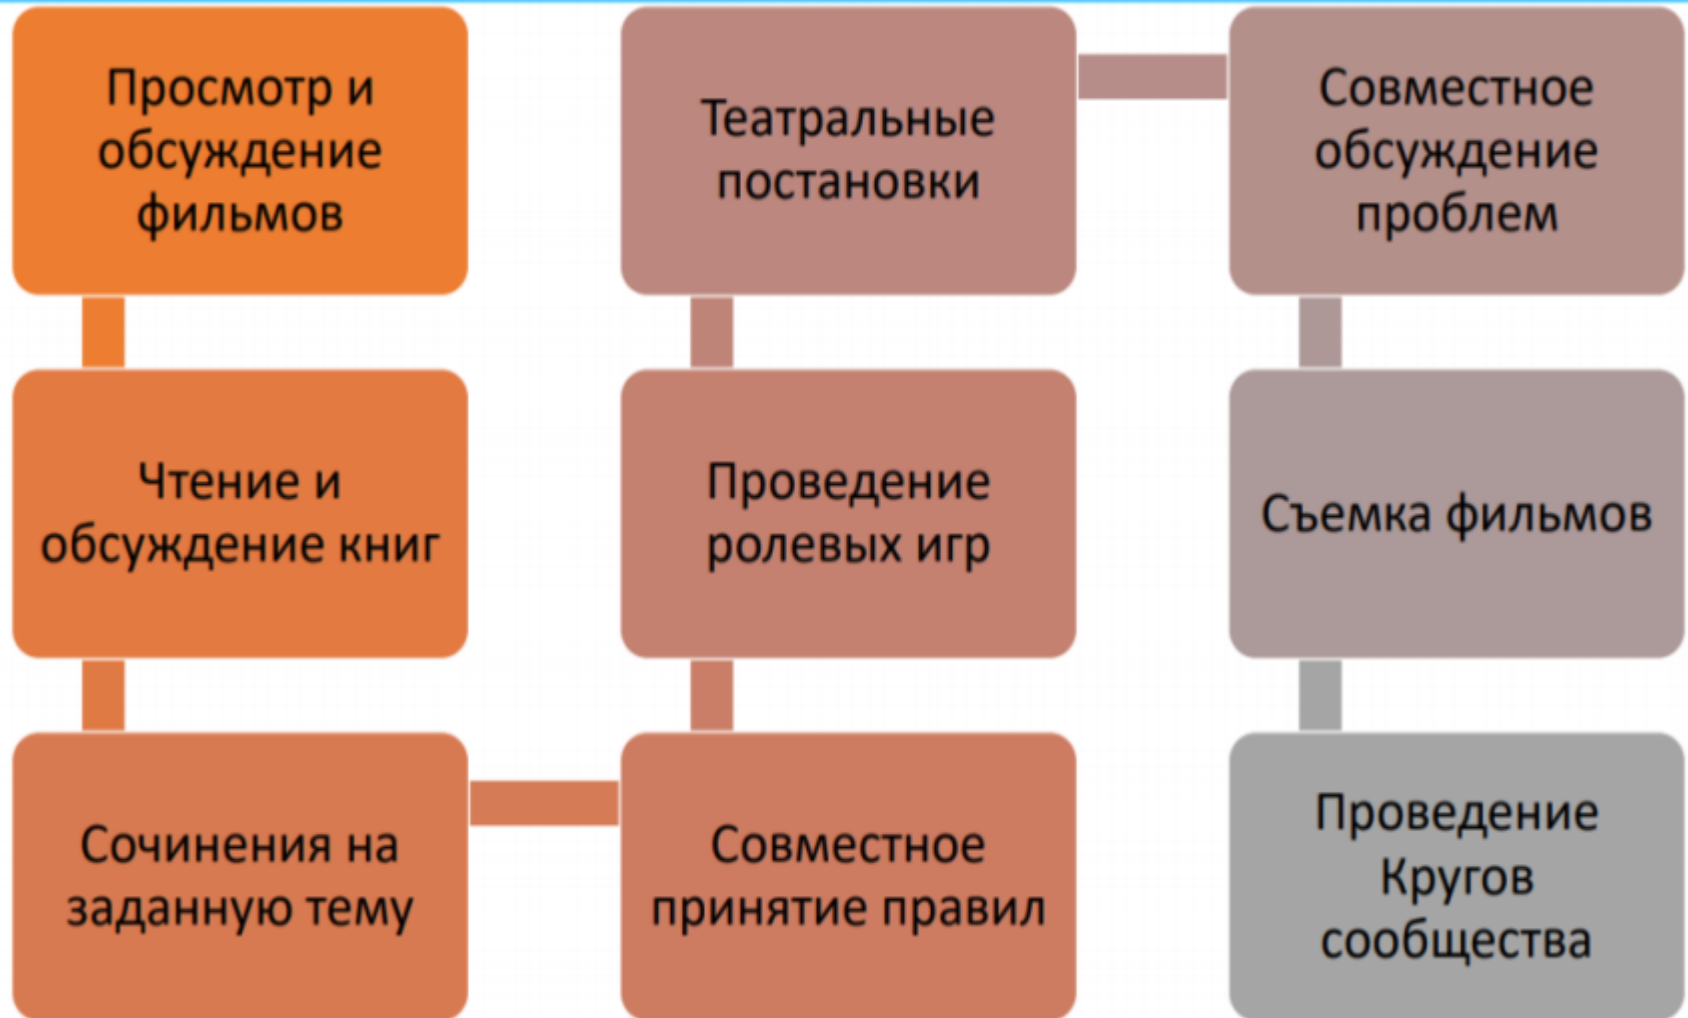 Просмотр и
обсуждение
фильмов
Чтение и
обсуждение книг
Сочинения на
заданную тему
Совместное
принятие правил
Проведение
ролевых игр
Театральные
постановки
Совместное
обсуждение
проблем
Съемка фильмов
Проведение
Кругов
сообщества